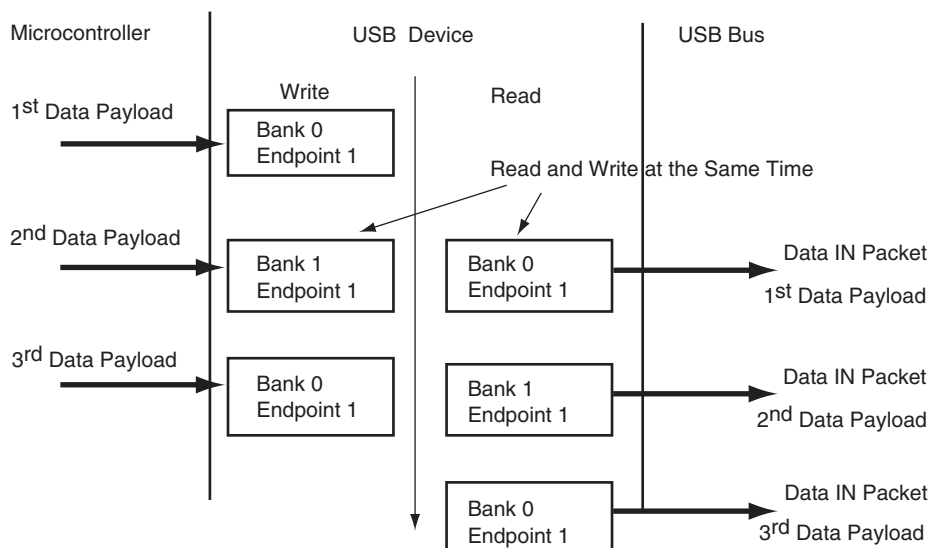 Microcontroller
USB Device
USB Bus
Write
Read
1st Data Payload
Bank 0
Endpoint 1
Read and Write at the Same Time
2nd Data Payload
Bank 1
Endpoint 1
Bank 0
Endpoint 1
Data IN Packet
1st Data Payload
3rd Data Payload
Bank 0
Endpoint 1
Bank 1
Endpoint 1
Data IN Packet
2nd Data Payload
Bank 0
Endpoint 1
Data IN Packet
3rd Data Payload